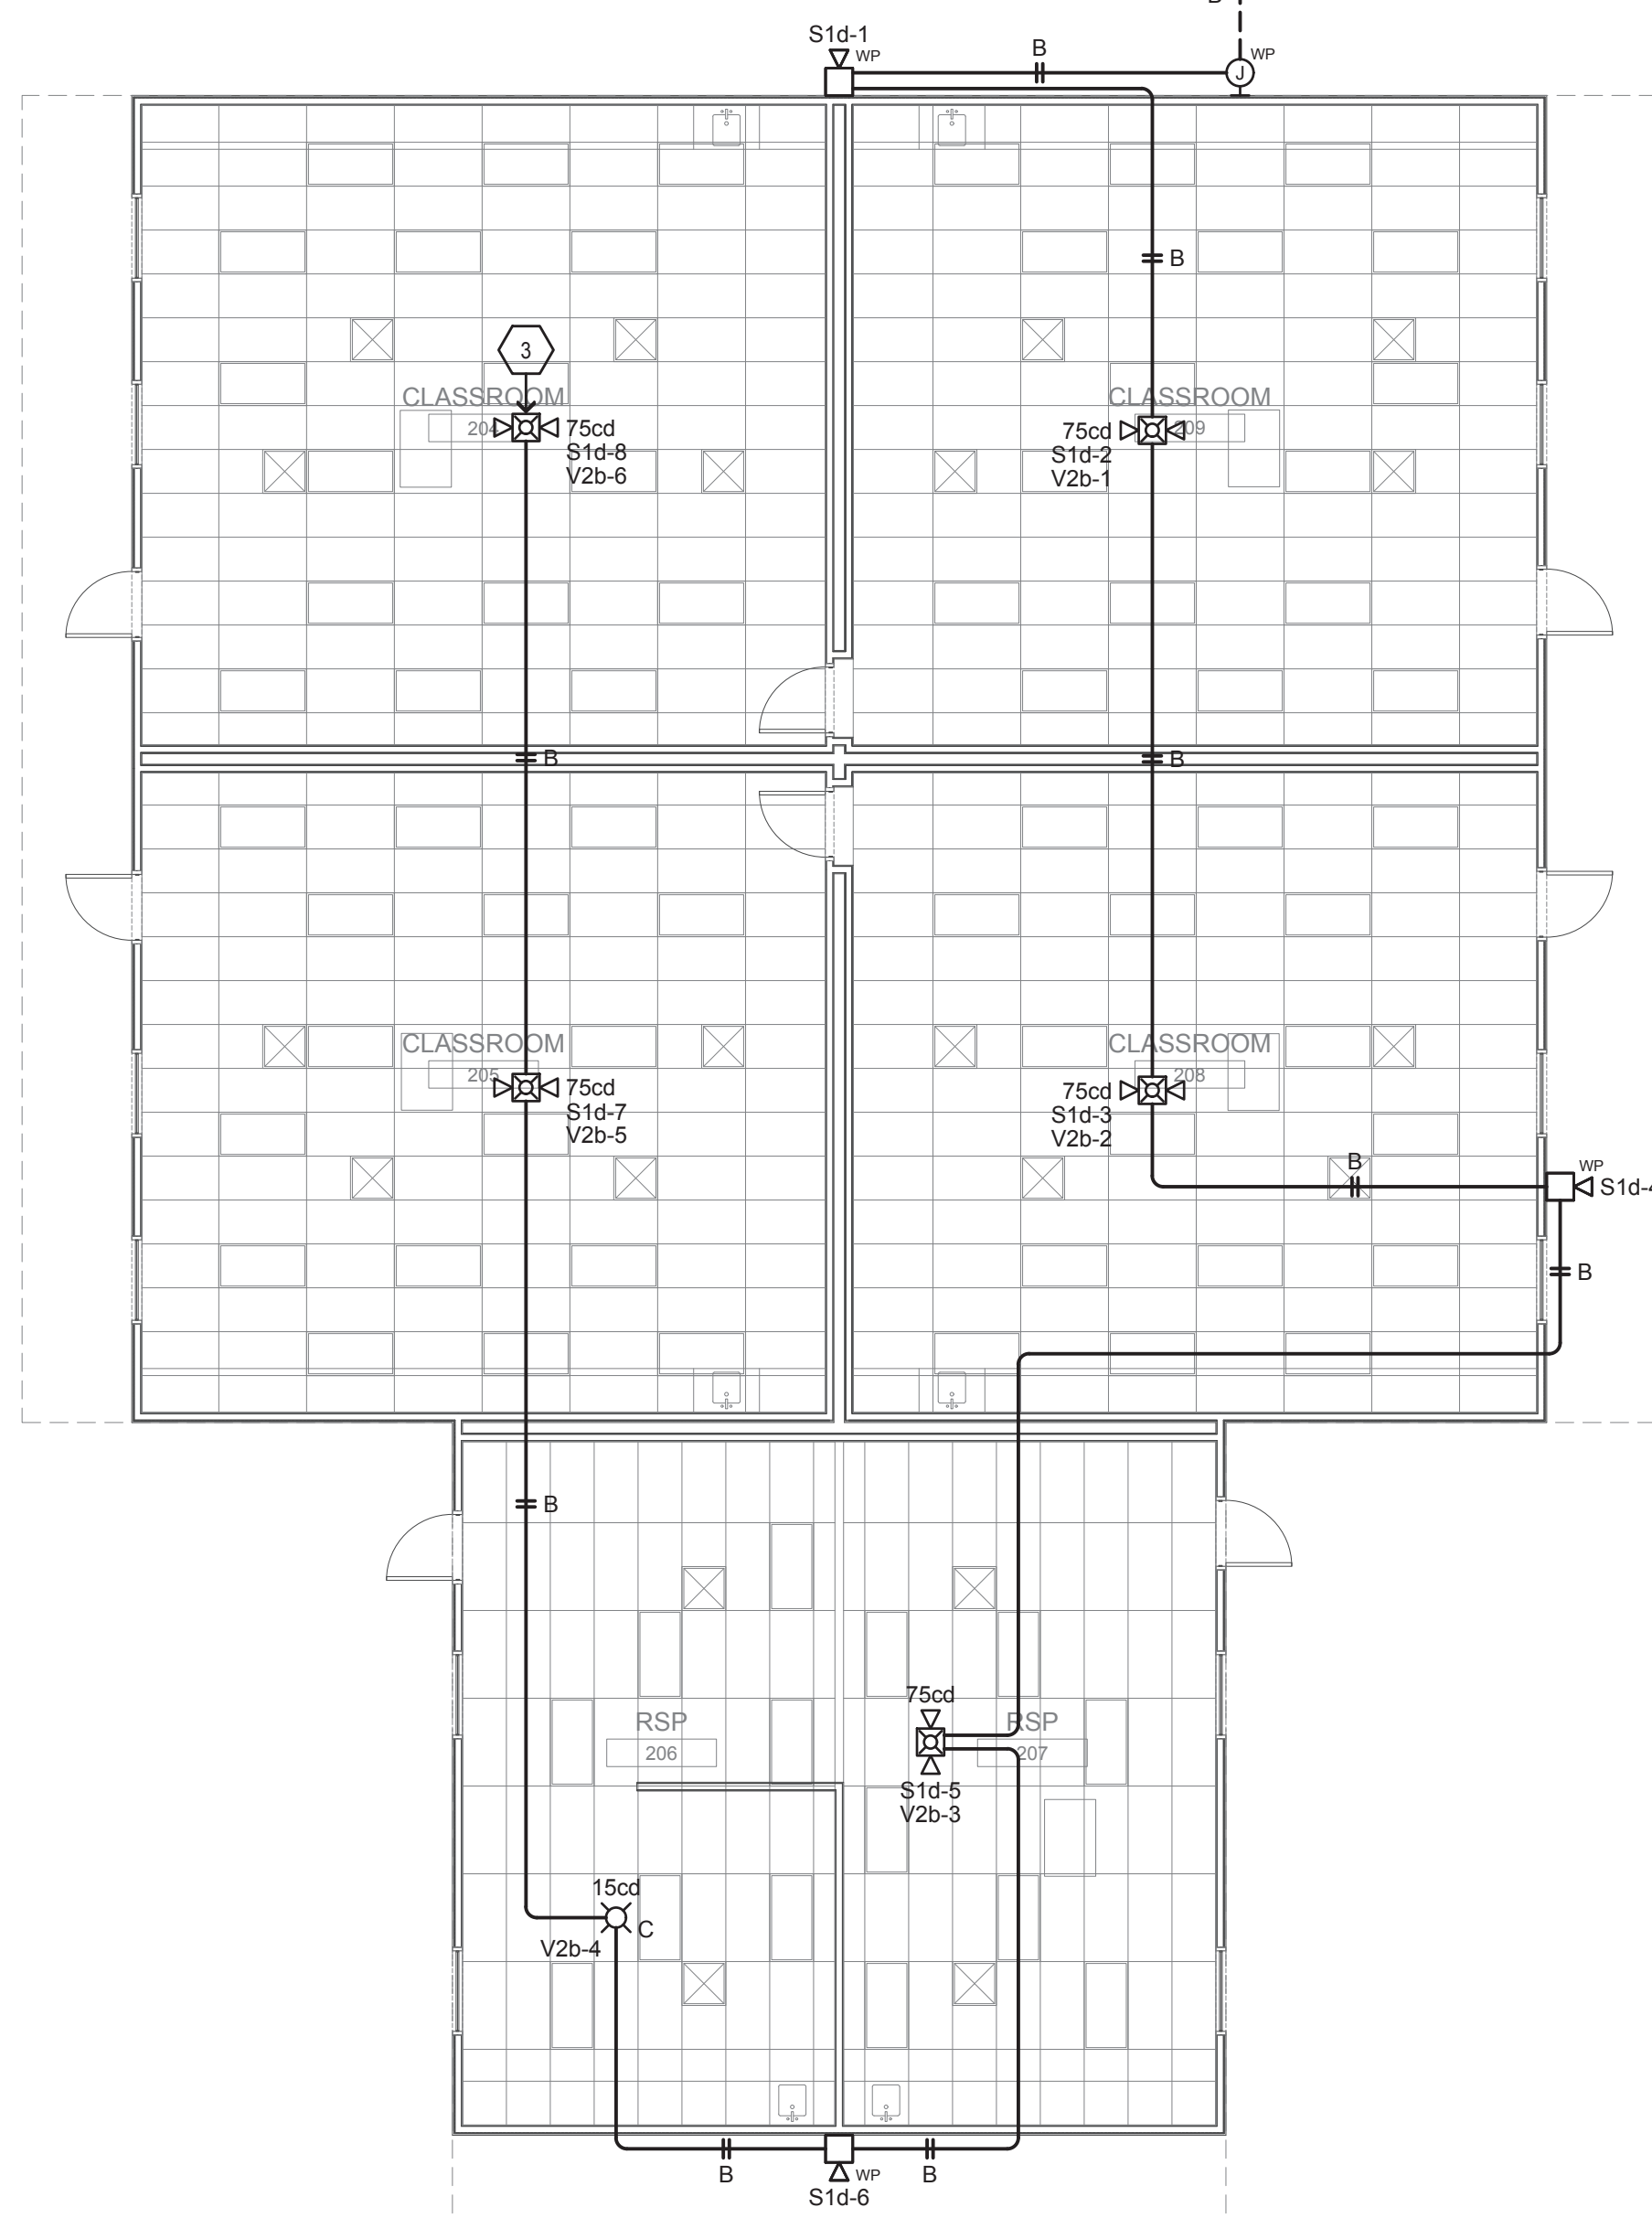 B
S1d-1
WP
B
WP
J
B
3
CLASSROOM
204
75cd
S1d-8
V2b-6
CLASSROOM
209
75cd
S1d-2
V2b-1
B
B
CLASSROOM
205
75cd
S1d-7
V2b-5
CLASSROOM
208
75cd
S1d-3
V2b-2
B
WP
S1d-4
B
B
75cd
RSP
206
RSP
207
S1d-5
V2b-3
15cd
C
V2b-4
B
WP
B
S1d-6